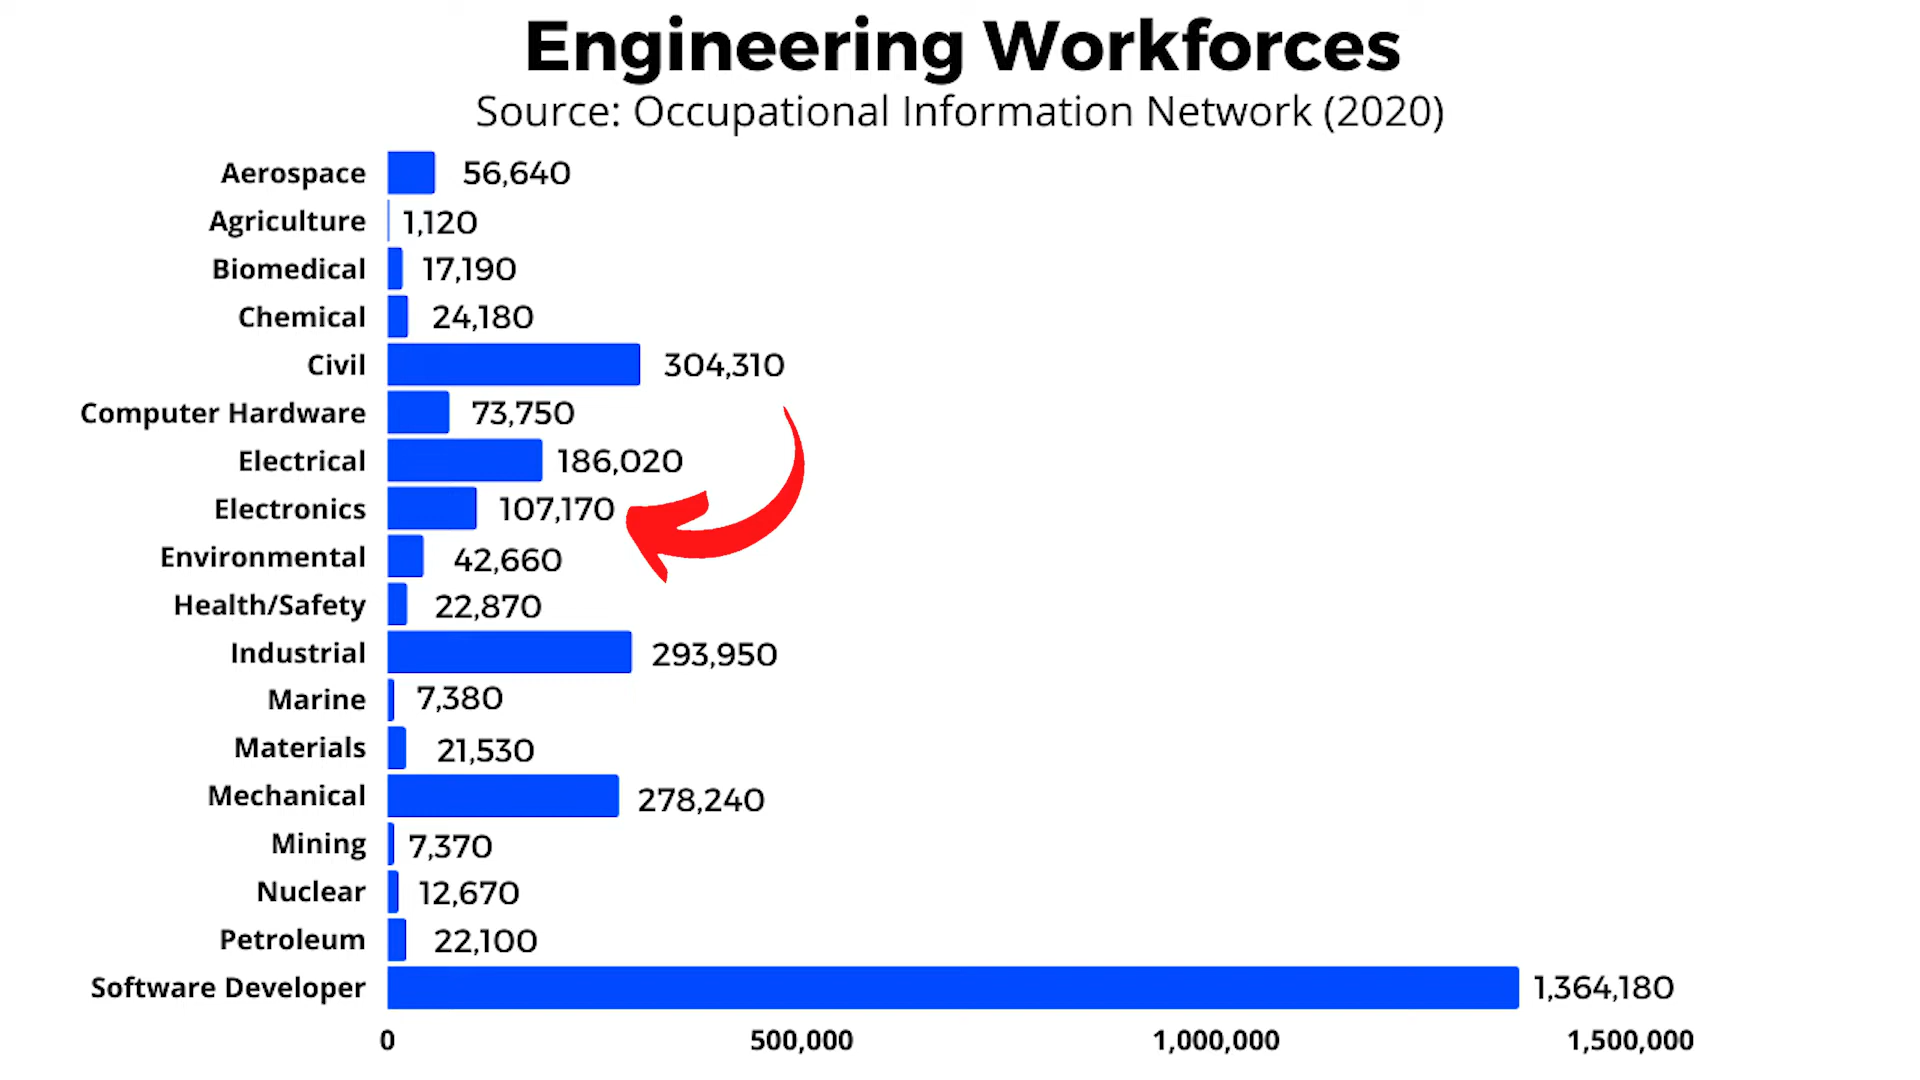 Engineering Workforces
Source: Occupational Information Network (2020)
Aerospace 56,640
Agriculture 1,120
Biomedical 17,190
Chemical 24,180
Civil 304,310
Computer Hardware 73,750
Electrical 186,020
Electronics 107,170
Environmental 42,660
Health/Safety 22,870
Industrial 293,950
Marine 7,380
Materials 21,530
Mechanical 278,240
Mining 7,370
Nuclear 12,670
Petroleum 22,100
Software Developer 1,364,180
0 500,000 1,000,000 1,500,000